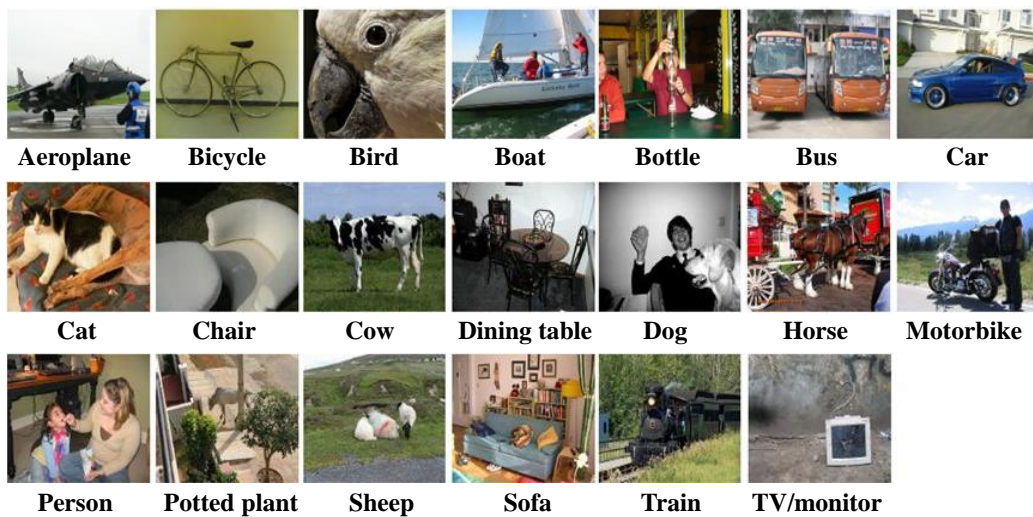 Aeroplane Bicycle Bird Boat Bottle Bus Car
Cat Chair Cow Dining table Dog Horse Motorbike
Person Potted plant Sheep Sofa Train TV/monitor